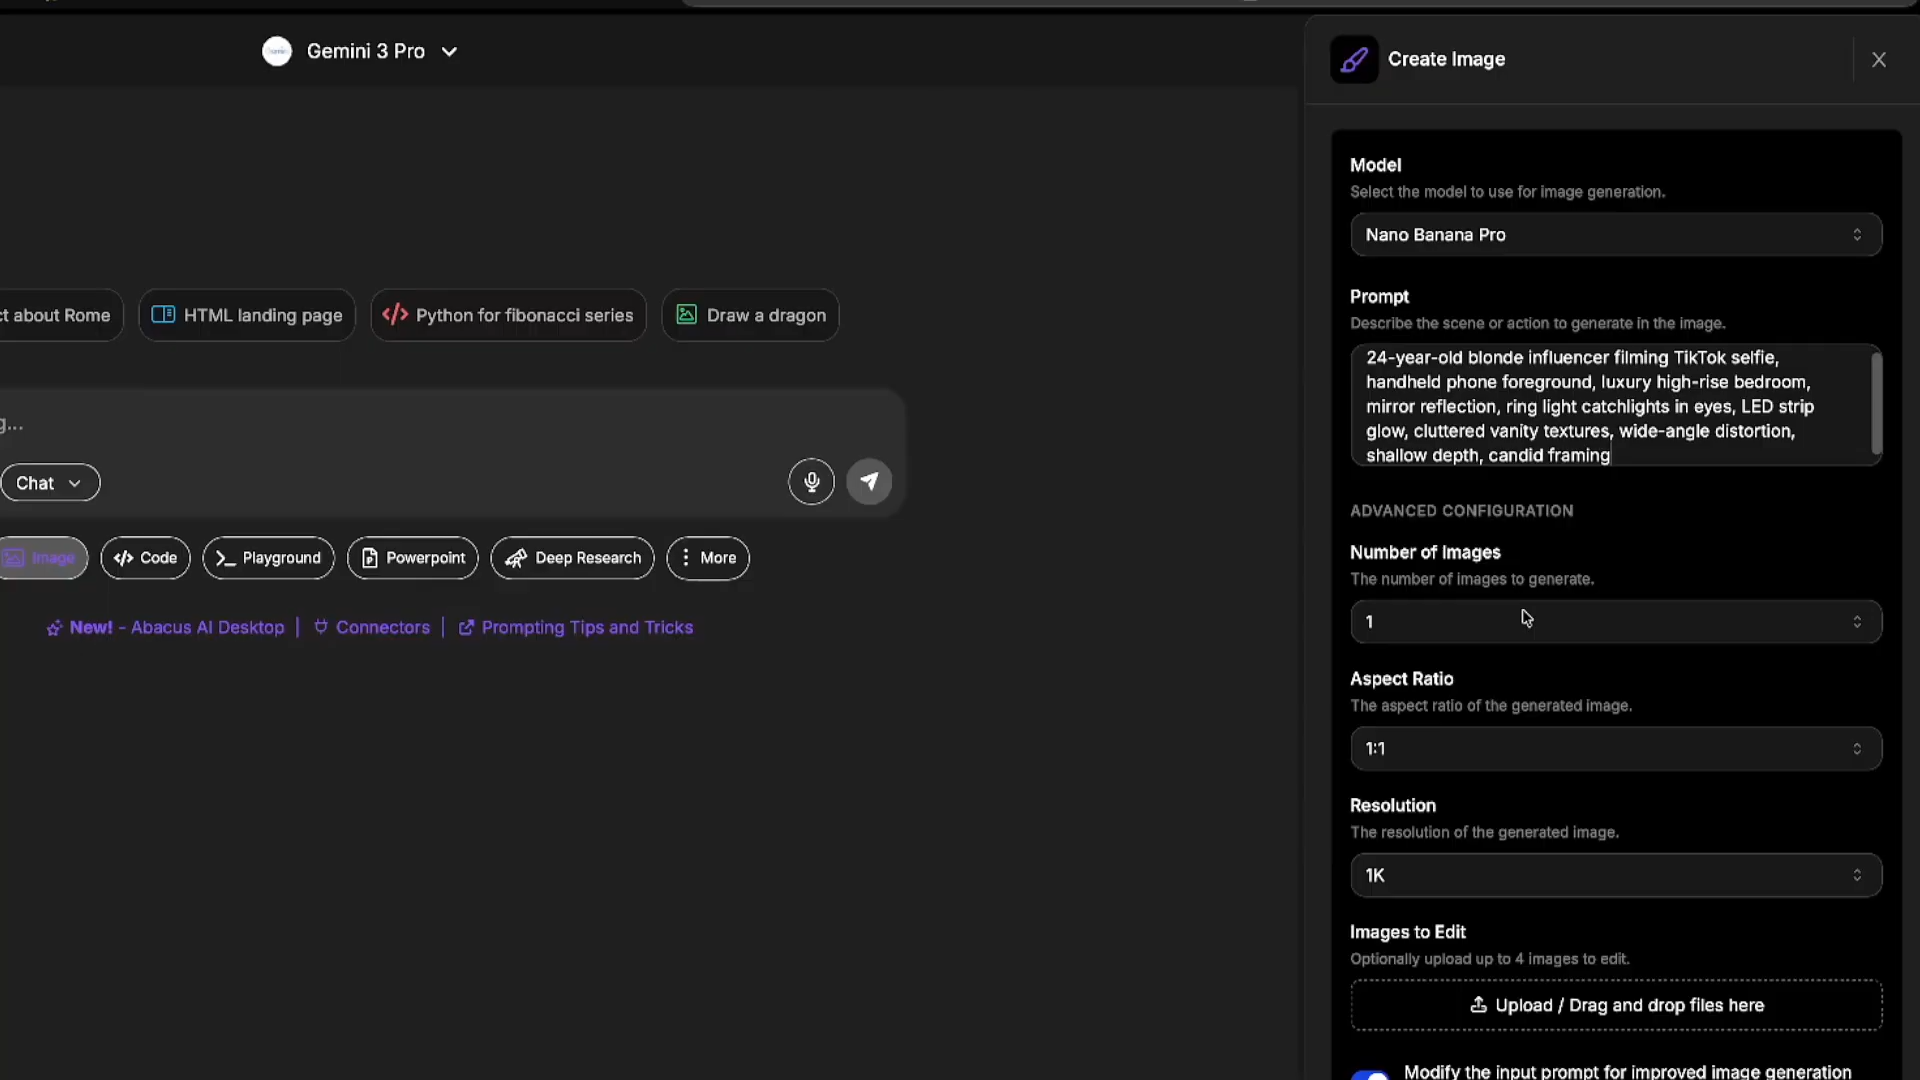 Gemini 3 Pro
Create Image
Model
Select the model to use for image generation.
Nano Banana Pro
Prompt
Describe the scene or action to generate in the image.
24-year-old blonde influencer filming TikTok selfie,
handheld phone foreground, luxury high-rise bedroom,
mirror reflection, ring light catchlights in eyes, LED strip
glow, cluttered vanity textures, wide-angle distortion,
shallow depth, candid framing
ADVANCED CONFIGURATION
Number of Images
The number of images to generate.
1
Aspect Ratio
The aspect ratio of the generated image.
1:1
Resolution
The resolution of the generated image.
1K
Images to Edit
Optionally upload up to 4 images to edit.
Upload / Drag and drop files here
Modify the input prompt for improved image generation
about Rome
HTML landing page
</> Python for fibonacci series
Draw a dragon
g...
Chat
Image
</> Code
Playground
Powerpoint
Deep Research
More
New! - Abacus AI Desktop | Connectors | Prompting Tips and Tricks